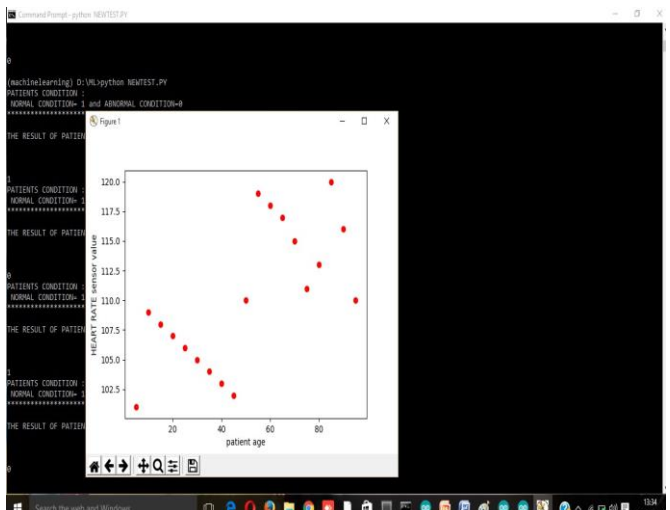 Command Prompt - python NEWTEST.PY
0
(machinelearning) D:\ML>python NEWTEST.PY
PATIENTS CONDITION :
NORMAL CONDITION= 1 and ABNORMAL CONDITION=0
THE RESULT OF PATIEN
1
PATIENTS CONDITION :
NORMAL CONDITION= 1
THE RESULT OF PATIEN
0
PATIENTS CONDITION :
NORMAL CONDITION= 1
THE RESULT OF PATIEN
1
PATIENTS CONDITION :
NORMAL CONDITION= 1
THE RESULT OF PATIEN
0
Figure 1
120.0
117.5
115.0
112.5
110.0
107.5
105.0
102.5
HEART RATE sensor value
20 40 60 80
patient age
Search the web and Windows
13:34